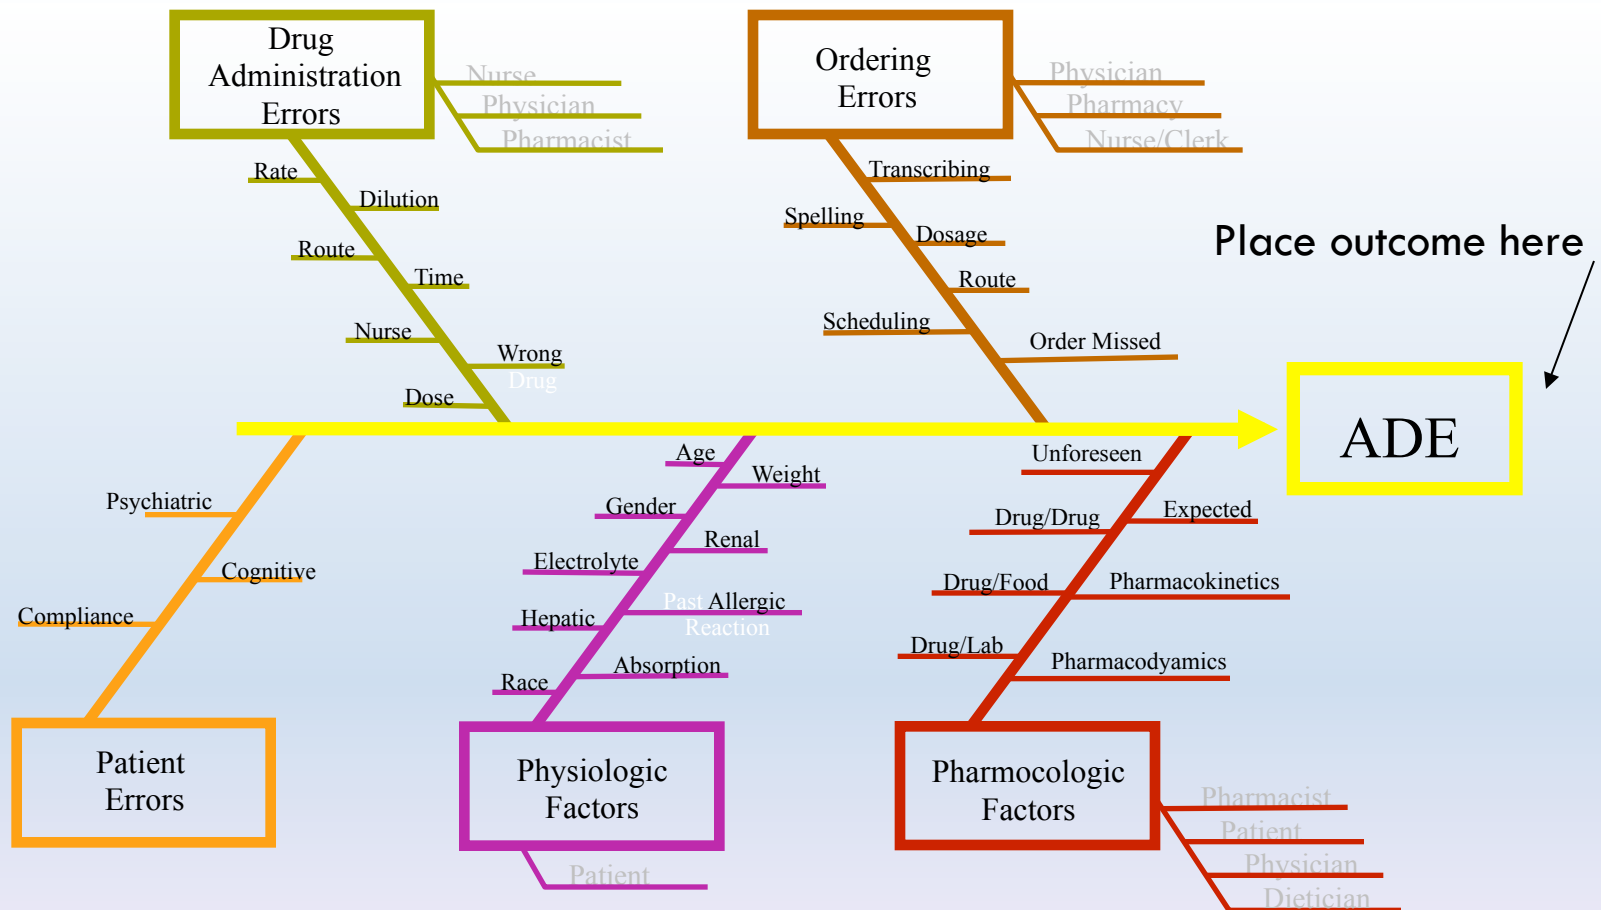 Drug
Administration
Errors
Nurse
Physician
Pharmacist
Rate
Dilution
Route
Time
Nurse
Wrong
Drug
Dose
Ordering
Errors
Physician
Pharmacy
Nurse/Clerk
Transcribing
Spelling
Dosage
Route
Scheduling
Order Missed
Place outcome here
ADE
Psychiatric
Cognitive
Compliance
Patient
Errors
Age
Weight
Gender
Renal
Electrolyte
Past Allergic
Reaction
Hepatic
Absorption
Race
Physiologic
Factors
Patient
Unforeseen
Expected
Drug/Drug
Drug/Food
Pharmacokinetics
Drug/Lab
Pharmacodyamics
Pharmocologic
Factors
Pharmacist
Patient
Physician
Dietician